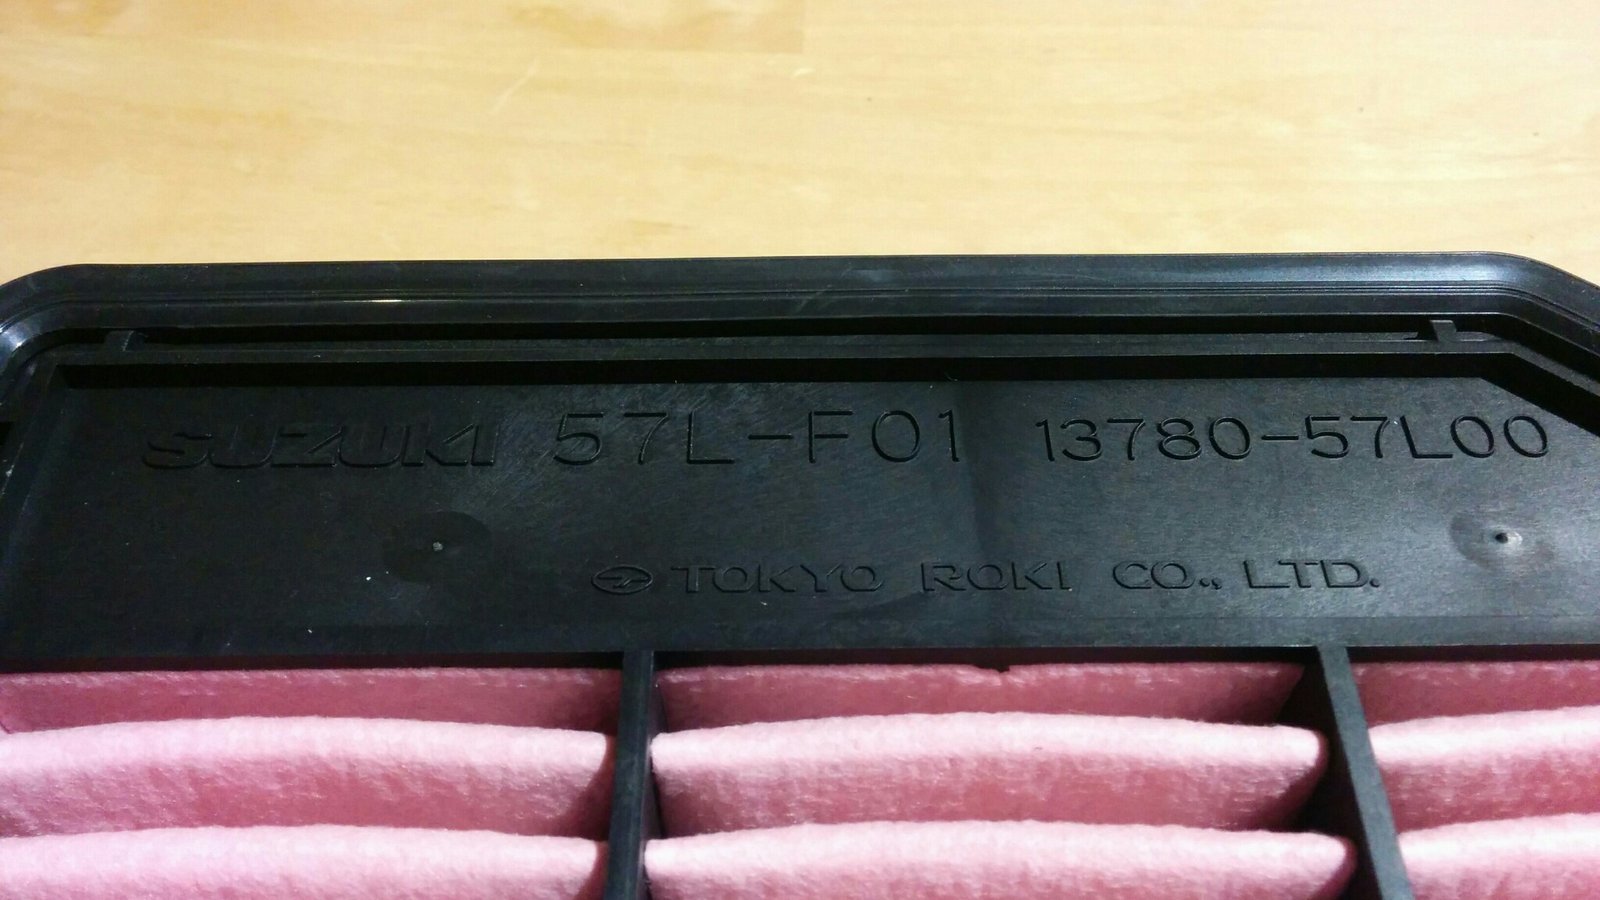 SUZUKI 57L-F01 13780-57L00
TOKYO ROKI CO., LTD.